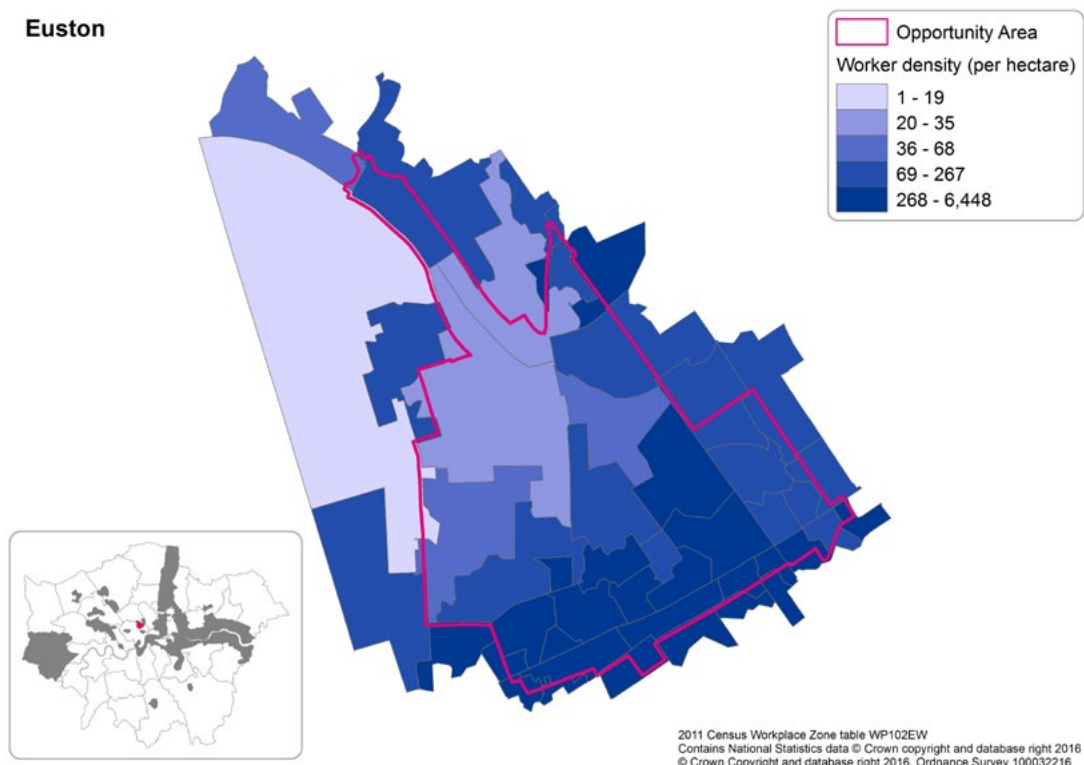 Euston
Opportunity Area
Worker density (per hectare)
1 - 19
20 - 35
36 - 68
69 - 267
268 - 6,448
2011 Census Workplace Zone table WP102EW
Contains National Statistics data © Crown copyright and database right 2016
© Crown Copyright and database right 2016. Ordnance Survey 100032216